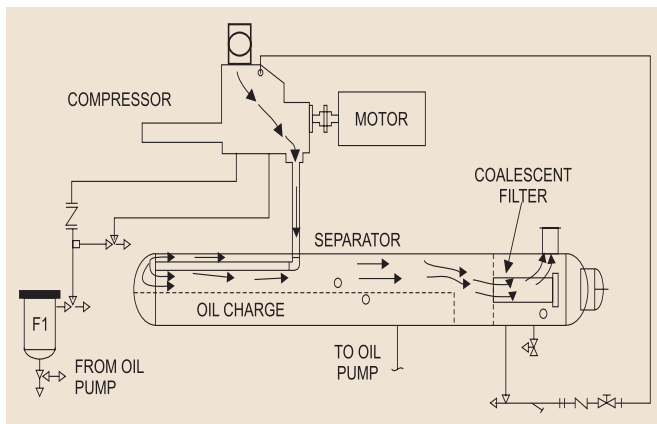 COMPRESSOR
MOTOR
COALESCENT
FILTER
SEPARATOR
OIL CHARGE
F1
FROM OIL
PUMP
TO OIL
PUMP